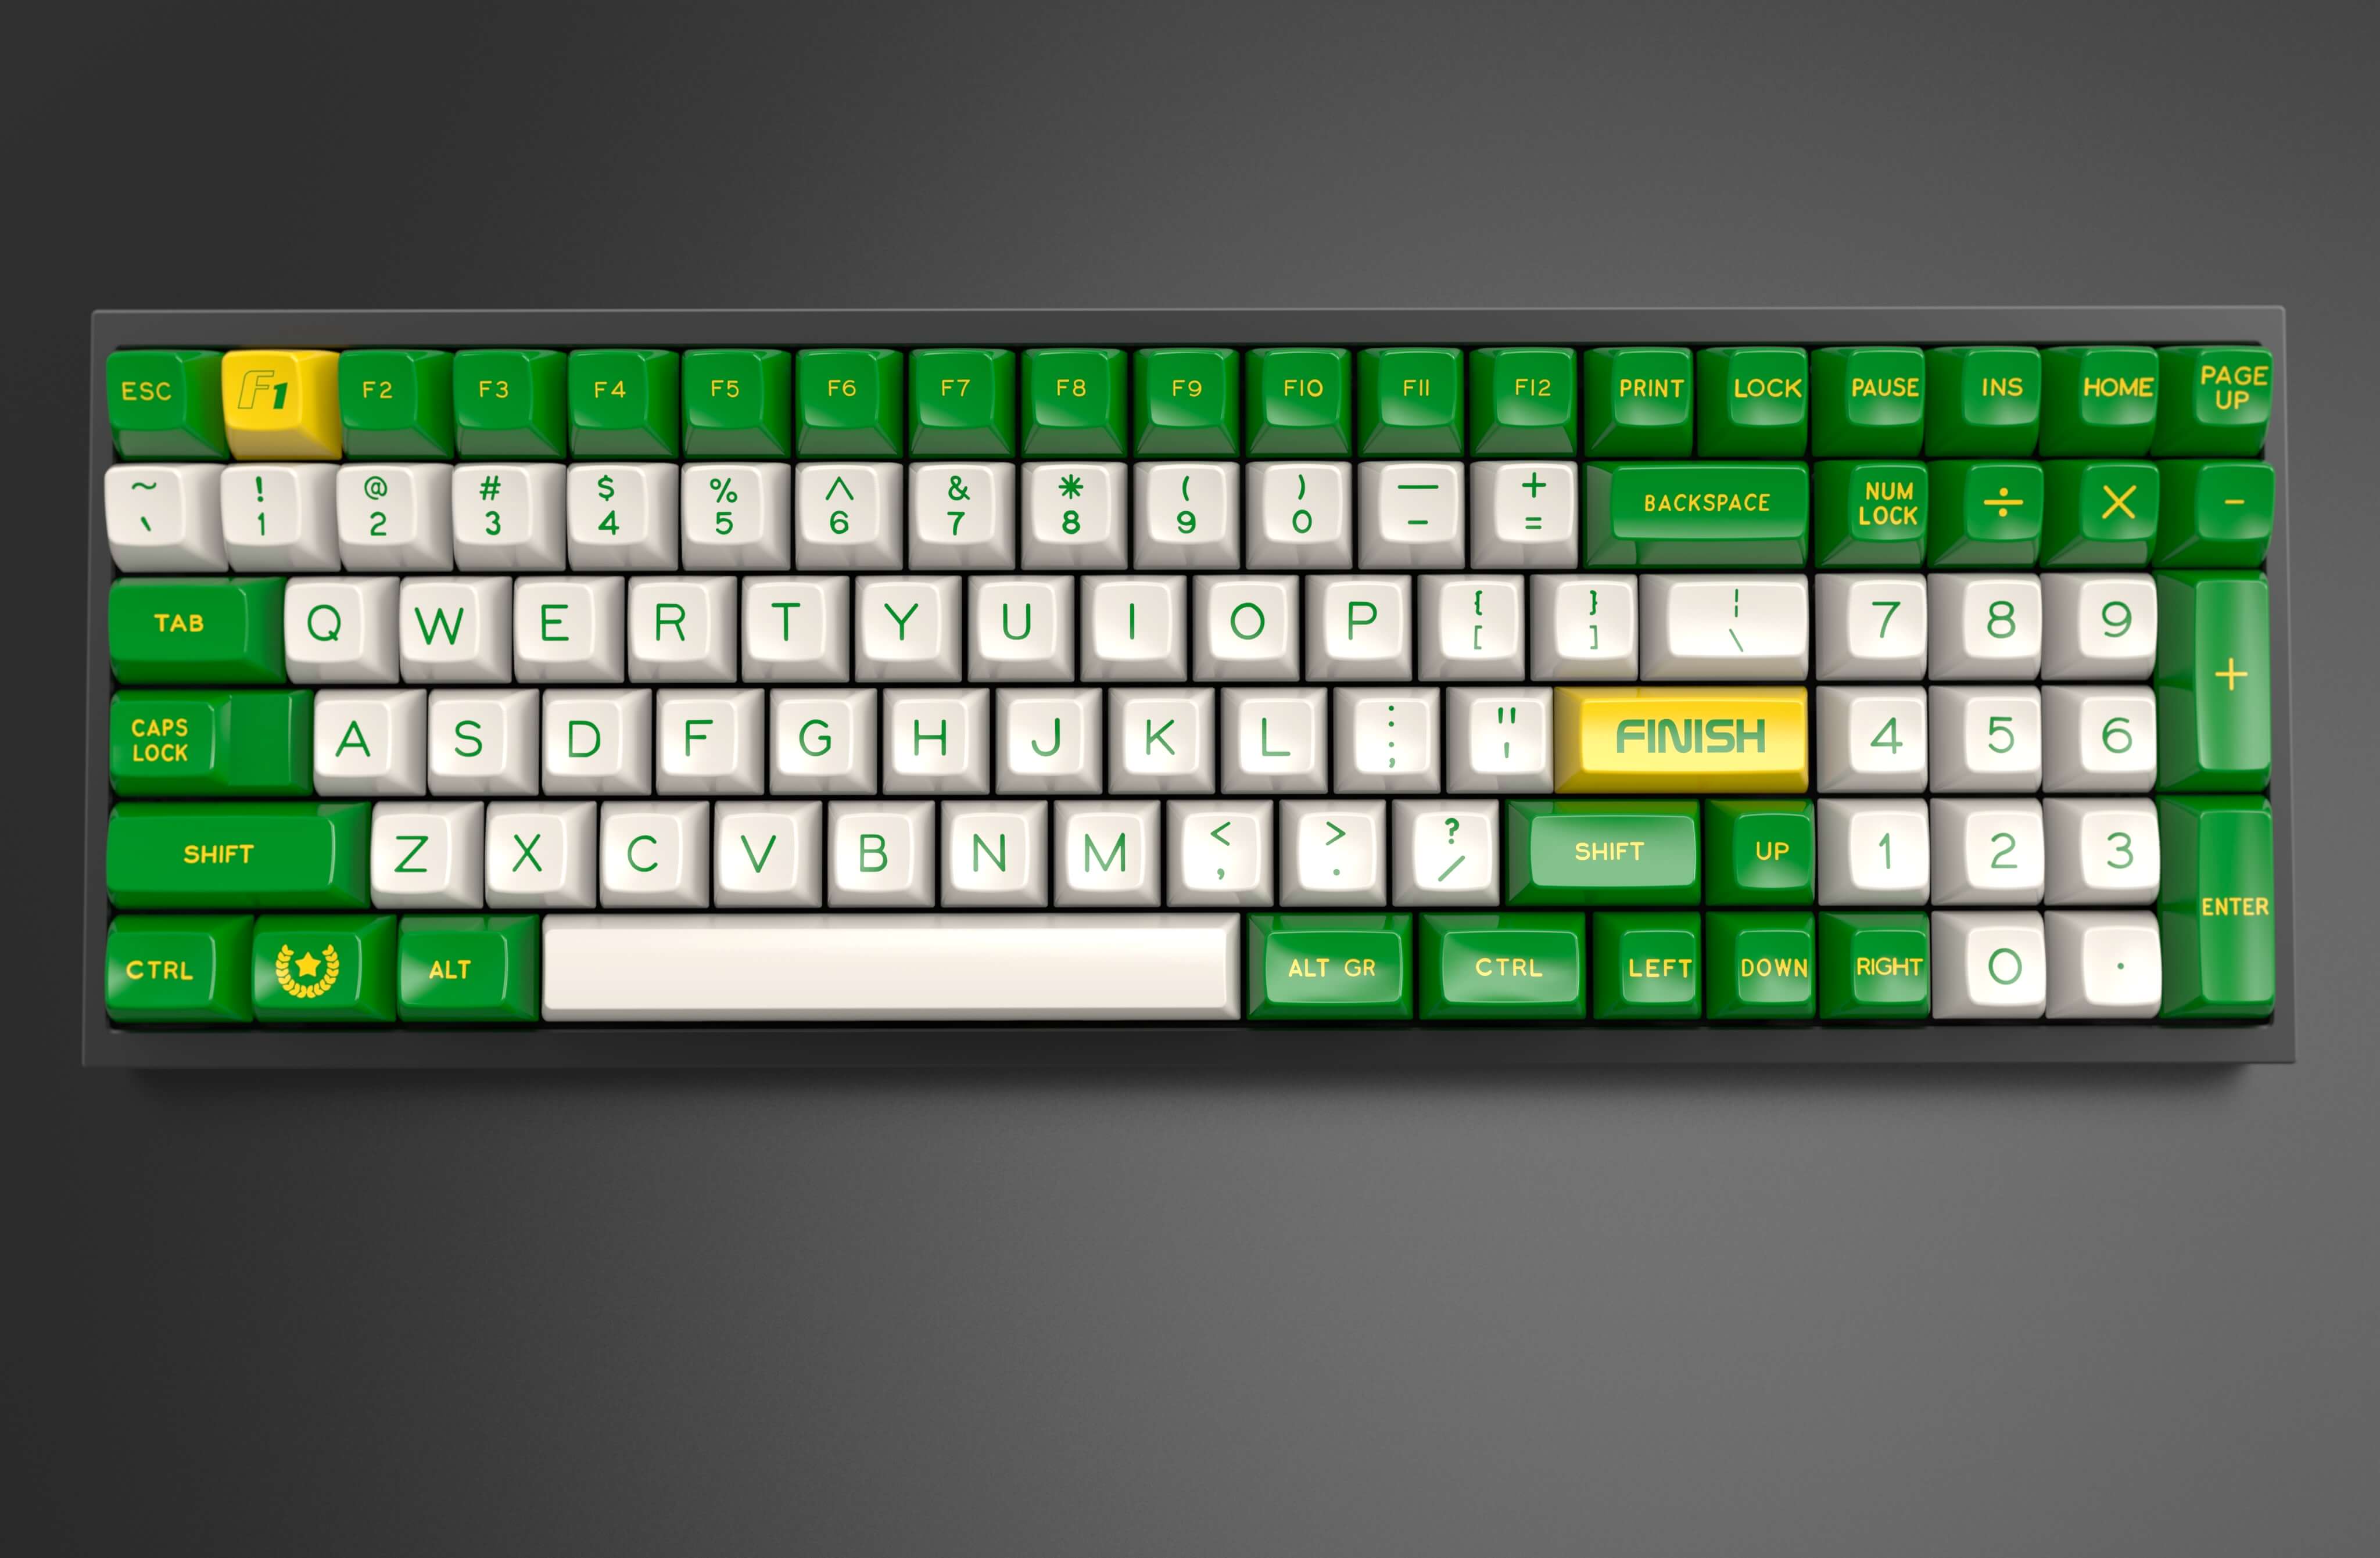 ESC F1 F2 F3 F4 F5 F6 F7 F8 F9 F10 F11 F12 PRINT LOCK PAUSE INS HOME PAGE UP
~ ! @ # $ % ^ & * ( ) — +
` 1 2 3 4 5 6 7 8 9 0 - = BACKSPACE NUM LOCK ÷ × -
TAB Q W E R T Y U I O P { [ } ] ¦ \ 7 8 9 +
CAPS LOCK A S D F G H J K L : ; " ' FINISH 4 5 6
SHIFT Z X C V B N M < , > . ? / SHIFT UP 1 2 3 ENTER
CTRL ALT ALT GR CTRL LEFT DOWN RIGHT 0 .